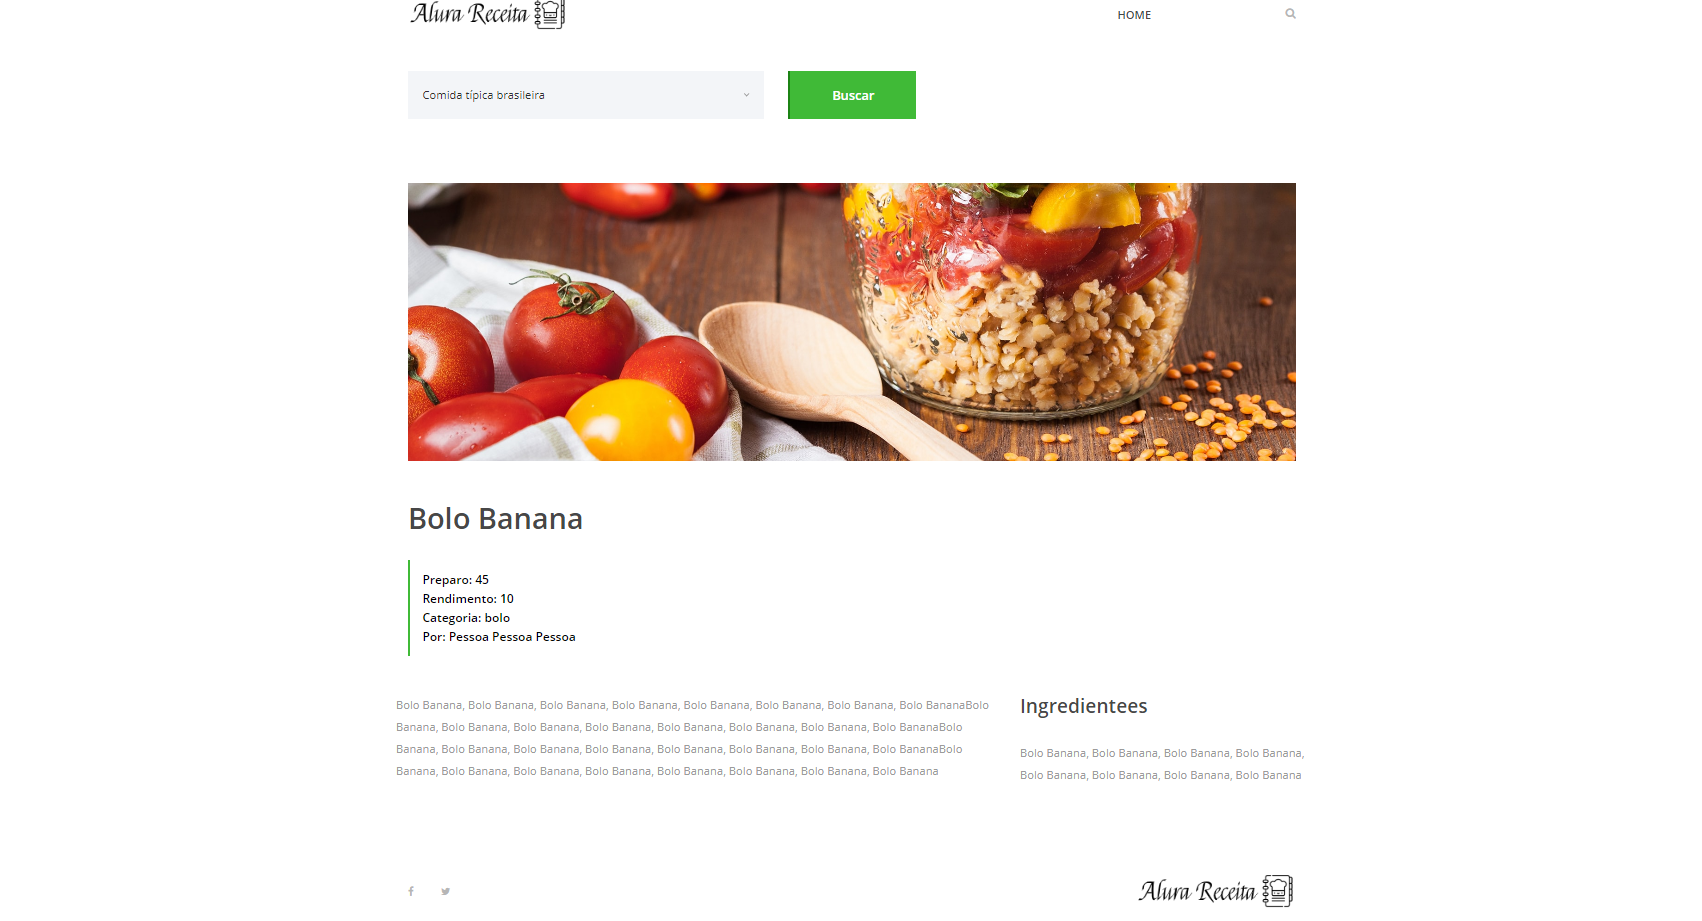 Alura Receita
HOME
Comida típica brasileira
Buscar
Bolo Banana
Preparo: 45
Rendimento: 10
Categoria: bolo
Por: Pessoa Pessoa Pessoa
Bolo Banana, Bolo Banana, Bolo Banana, Bolo Banana, Bolo Banana, Bolo Banana, Bolo Banana, Bolo BananaBolo
Banana, Bolo Banana, Bolo Banana, Bolo Banana, Bolo Banana, Bolo Banana, Bolo Banana, Bolo BananaBolo
Banana, Bolo Banana, Bolo Banana, Bolo Banana, Bolo Banana, Bolo Banana, Bolo Banana, Bolo BananaBolo
Banana, Bolo Banana, Bolo Banana, Bolo Banana, Bolo Banana, Bolo Banana, Bolo Banana, Bolo Banana
Ingredientees
Bolo Banana, Bolo Banana, Bolo Banana, Bolo Banana,
Bolo Banana, Bolo Banana, Bolo Banana, Bolo Banana
Alura Receita